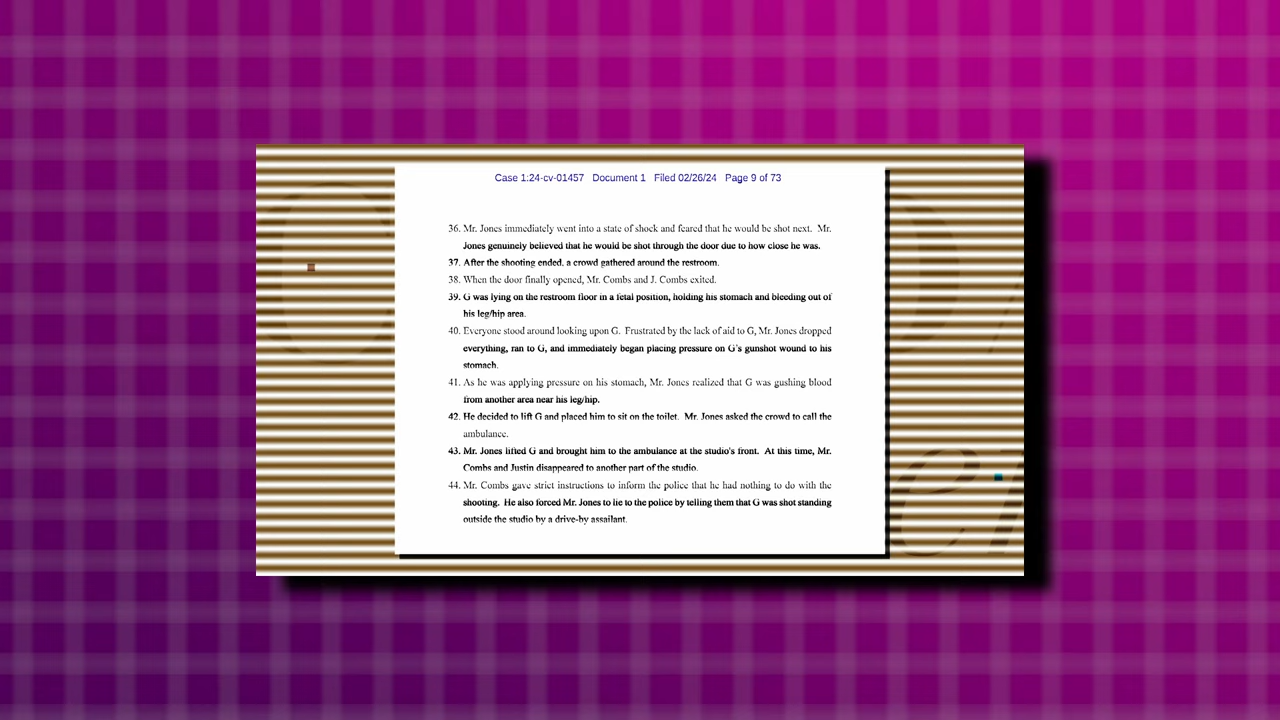 Case 1:24-cv-01457 Document 1 Filed 02/26/24 Page 9 of 73
36. Mr. Jones immediately went into a state of shock and feared that he would be shot next. Mr.
Jones genuinely believed that he would be shot through the door due to how close he was.
37. After the shooting ended, a crowd gathered around the restroom.
38. When the door finally opened, Mr. Combs and J. Combs exited.
39. G was lying on the restroom floor in a fetal position, holding his stomach and bleeding out of
his leg/hip area.
40. Everyone stood around looking upon G. Frustrated by the lack of aid to G, Mr. Jones dropped
everything, ran to G, and immediately began placing pressure on G's gunshot wound to his
stomach.
41. As he was applying pressure on his stomach, Mr. Jones realized that G was gushing blood
from another area near his leg/hip.
42. He decided to lift G and placed him to sit on the toilet. Mr. Jones asked the crowd to call the
ambulance.
43. Mr. Jones lifted G and brought him to the ambulance at the studio's front. At this time, Mr.
Combs and Justin disappeared to another part of the studio.
44. Mr. Combs gave strict instructions to inform the police that he had nothing to do with the
shooting. He also forced Mr. Jones to lie to the police by telling them that G was shot standing
outside the studio by a drive-by assailant.